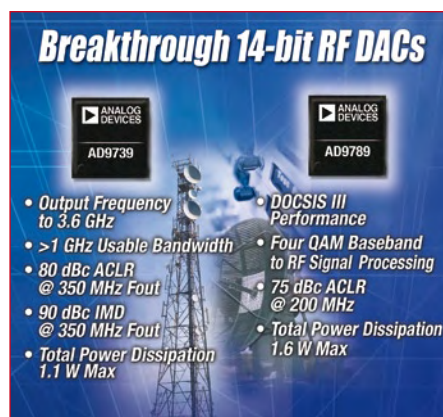 Breakthrough 14-bit RF DACs
ANALOG
DEVICES
AD9739
• Output Frequency
to 3.6 GHz
• >1 GHz Usable Bandwidth
• 80 dBc ACLR
@ 350 MHz Fout
• 90 dBc IMD
@ 350 MHz Fout
• Total Power Dissipation
1.1 W Max
ANALOG
DEVICES
AD9789
• DOCSIS III
Performance
• Four QAM Baseband
to RF Signal Processing
• 75 dBc ACLR
@ 200 MHz
• Total Power Dissipation
1.6 W Max